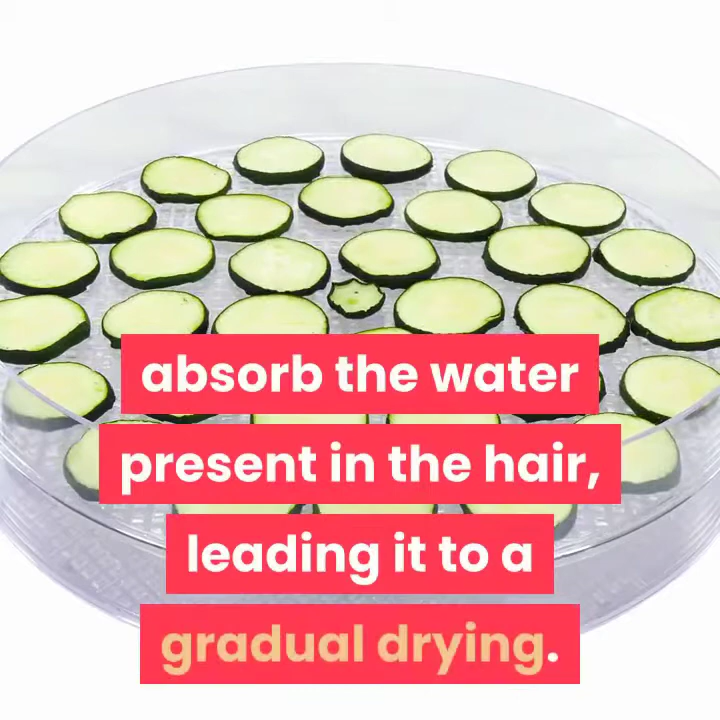 absorb the water
present in the hair,
leading it to a
gradual drying.